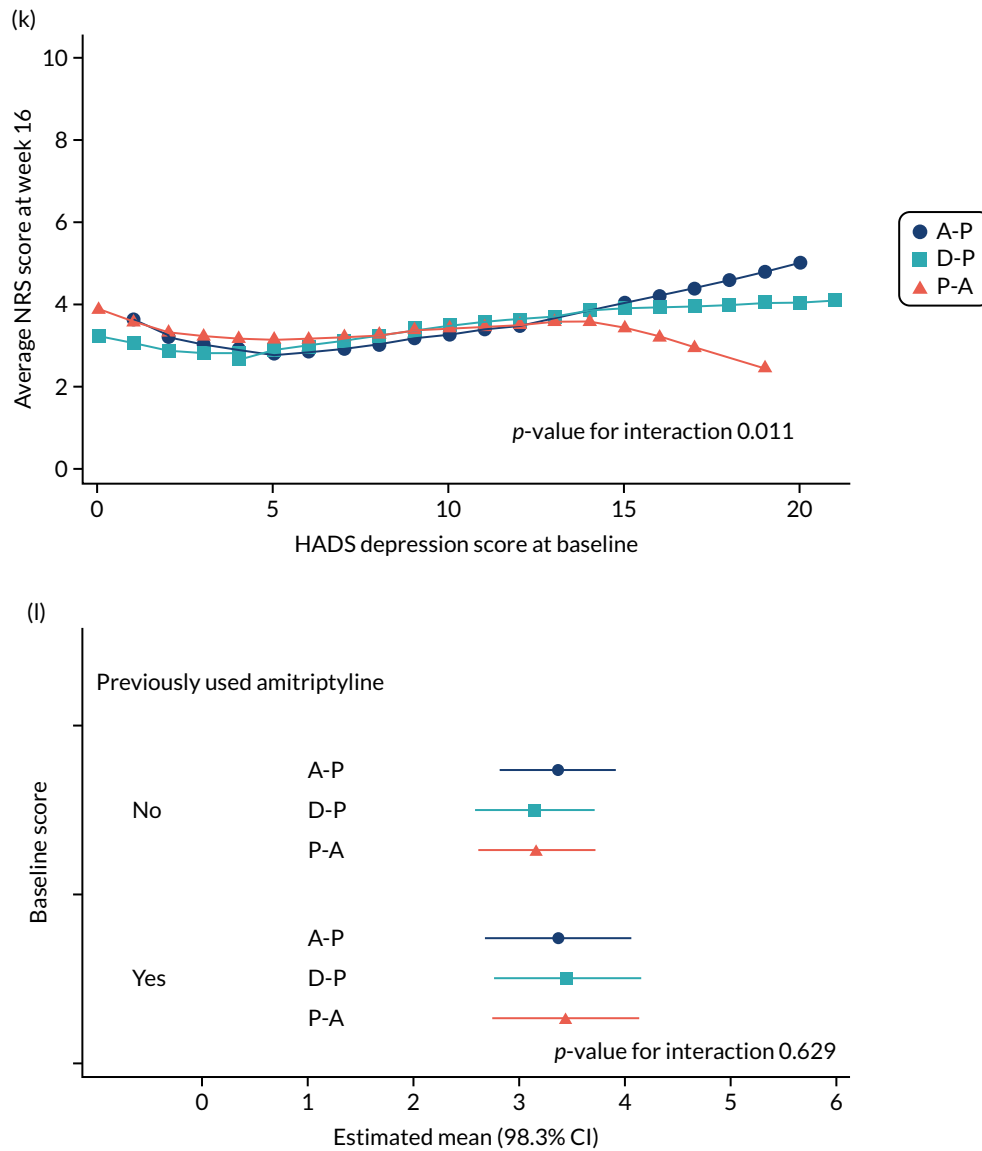 (k)
10
8
6
4
2
0
Average NRS score at week 16
A-P
D-P
P-A
p-value for interaction 0.011
0 5 10 15 20
HADS depression score at baseline
(l)
Previously used amitriptyline
Baseline score
A-P
No D-P
P-A
A-P
Yes D-P
P-A
p-value for interaction 0.629
0 1 2 3 4 5 6
Estimated mean (98.3% CI)